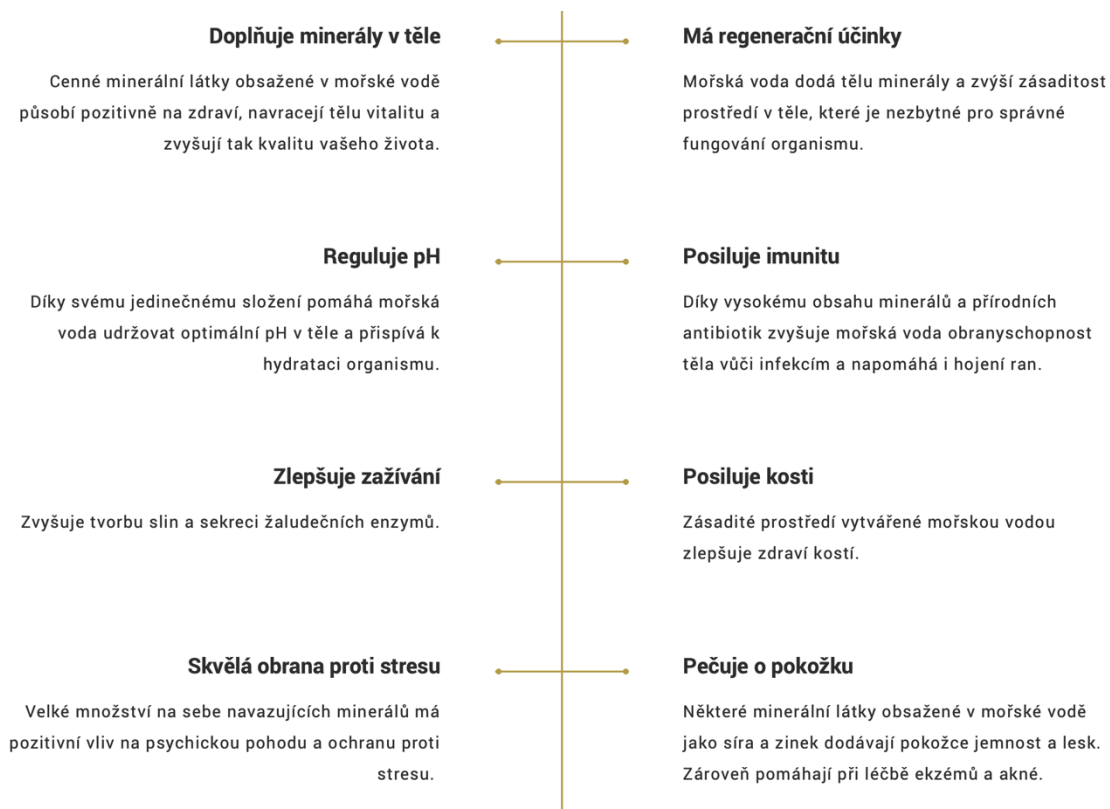 Doplňuje minerály v těle
Cenné minerální látky obsažené v mořské vodě
působí pozitivně na zdraví, navracejí tělu vitalitu a
zvyšují tak kvalitu vašeho života.
Má regenerační účinky
Mořská voda dodá tělu minerály a zvýší zásaditost
prostředí v těle, které je nezbytné pro správné
fungování organismu.
Reguluje pH
Díky svému jedinečnému složení pomáhá mořská
voda udržovat optimální pH v těle a přispívá k
hydrataci organismu.
Posiluje imunitu
Díky vysokému obsahu minerálů a přírodních
antibiotik zvyšuje mořská voda obranyschopnost
těla vůči infekcím a napomáhá i hojení ran.
Zlepšuje zažívání
Zvyšuje tvorbu slin a sekreci žaludečních enzymů.
Posiluje kosti
Zásadité prostředí vytvářené mořskou vodou
zlepšuje zdraví kostí.
Skvělá obrana proti stresu
Velké množství na sebe navazujících minerálů má
pozitivní vliv na psychickou pohodu a ochranu proti
stresu.
Pečuje o pokožku
Některé minerální látky obsažené v mořské vodě
jako síra a zinek dodávají pokožce jemnost a lesk.
Zároveň pomáhají při léčbě ekzémů a akné.